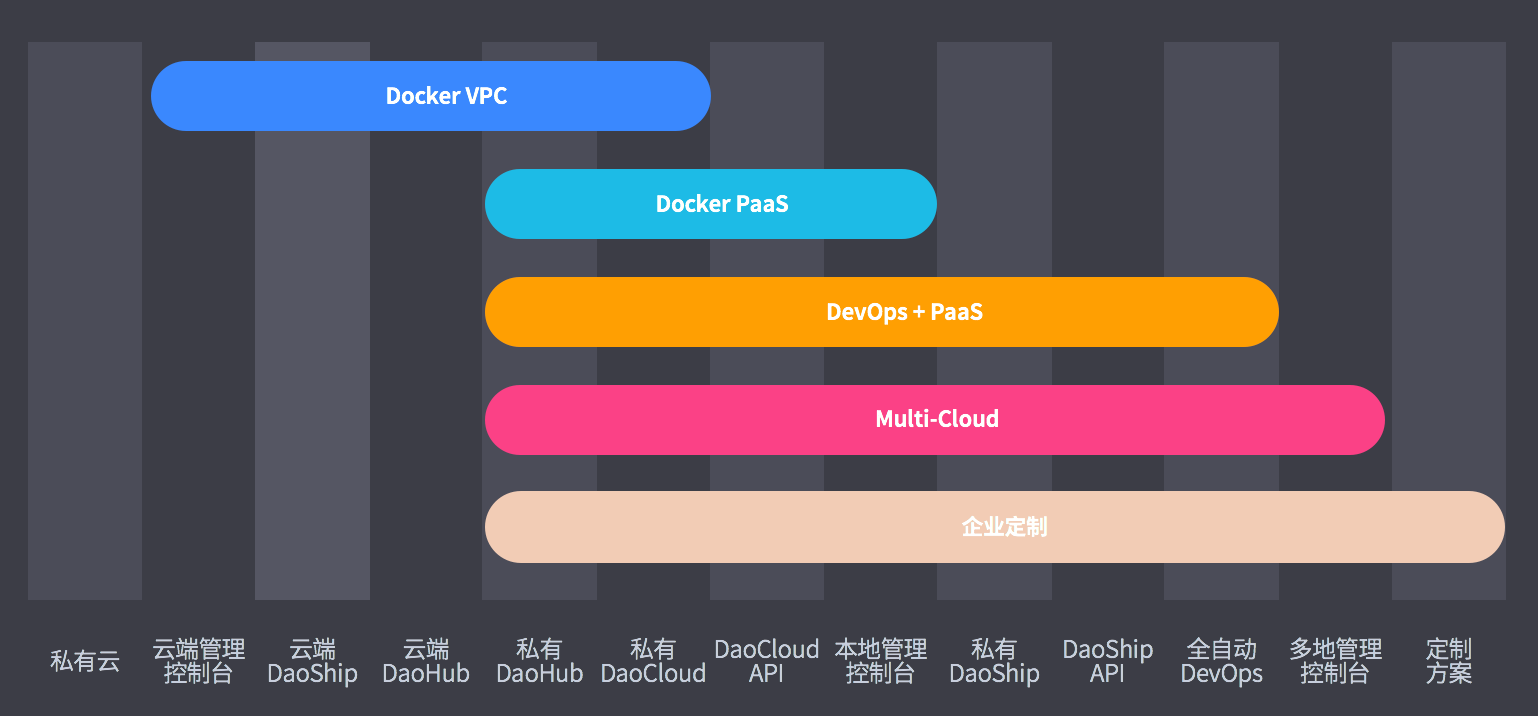 Docker VPC
Docker PaaS
DevOps + PaaS
Multi-Cloud
企业定制
私有云
云端管理
控制台
云端
DaoShip
云端
DaoHub
私有
DaoHub
私有
DaoCloud
DaoCloud
API
本地管理
控制台
私有
DaoShip
DaoShip
API
全自动
DevOps
多地管理
控制台
定制
方案